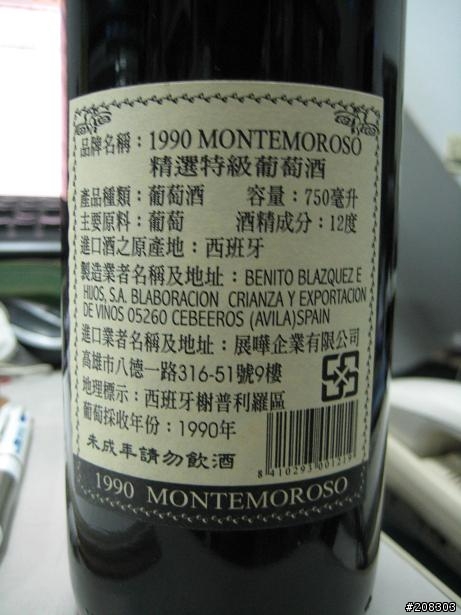 品牌名稱：1990 MONTEMOROSO
精選特級葡萄酒
產品種類：葡萄酒 容量：750毫升
主要原料：葡萄 酒精成分：12度
進口酒之原產地：西班牙
製造業者名稱及地址：BENITO BLAZQUEZ E
HIJOS, S.A. BLABORACION CRIANZA Y EXPORTACION
DE VINOS 05260 CEBEEROS (AVILA)SPAIN
進口業者名稱及地址：展曄企業有限公司
高雄市八德一路316-51號9樓
地理標示：西班牙榭普利羅區
葡萄採收年份：1990年
未成年請勿飲酒
1990 MONTEMOROSO
#208303